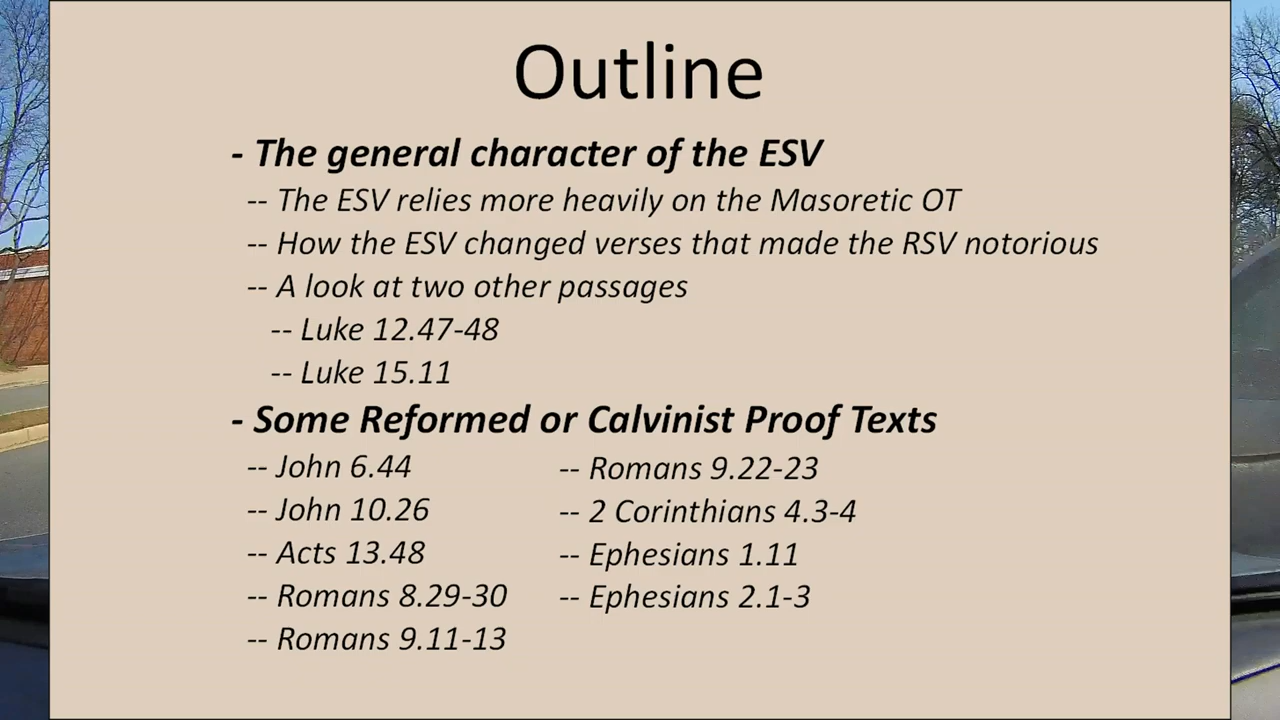 Outline
- The general character of the ESV
-- The ESV relies more heavily on the Masoretic OT
-- How the ESV changed verses that made the RSV notorious
-- A look at two other passages
-- Luke 12.47-48
-- Luke 15.11
- Some Reformed or Calvinist Proof Texts
-- John 6.44
-- John 10.26
-- Acts 13.48
-- Romans 8.29-30
-- Romans 9.11-13
-- Romans 9.22-23
-- 2 Corinthians 4.3-4
-- Ephesians 1.11
-- Ephesians 2.1-3